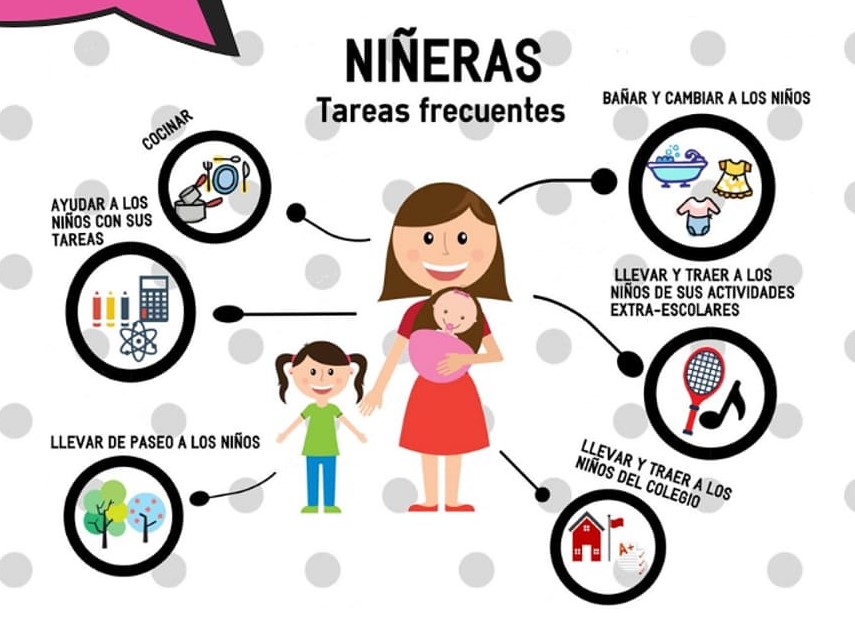 NIÑERAS
Tareas frecuentes
COCINAR
AYUDAR A LOS
NIÑOS CON SUS
TAREAS
LLEVAR DE PASEO A LOS NIÑOS
BAÑAR Y CAMBIAR A LOS NIÑOS
LLEVAR Y TRAER A LOS
NIÑOS DE SUS ACTIVIDADES
EXTRA-ESCOLARES
LLEVAR Y TRAER A LOS
NIÑOS DEL COLEGIO
A+